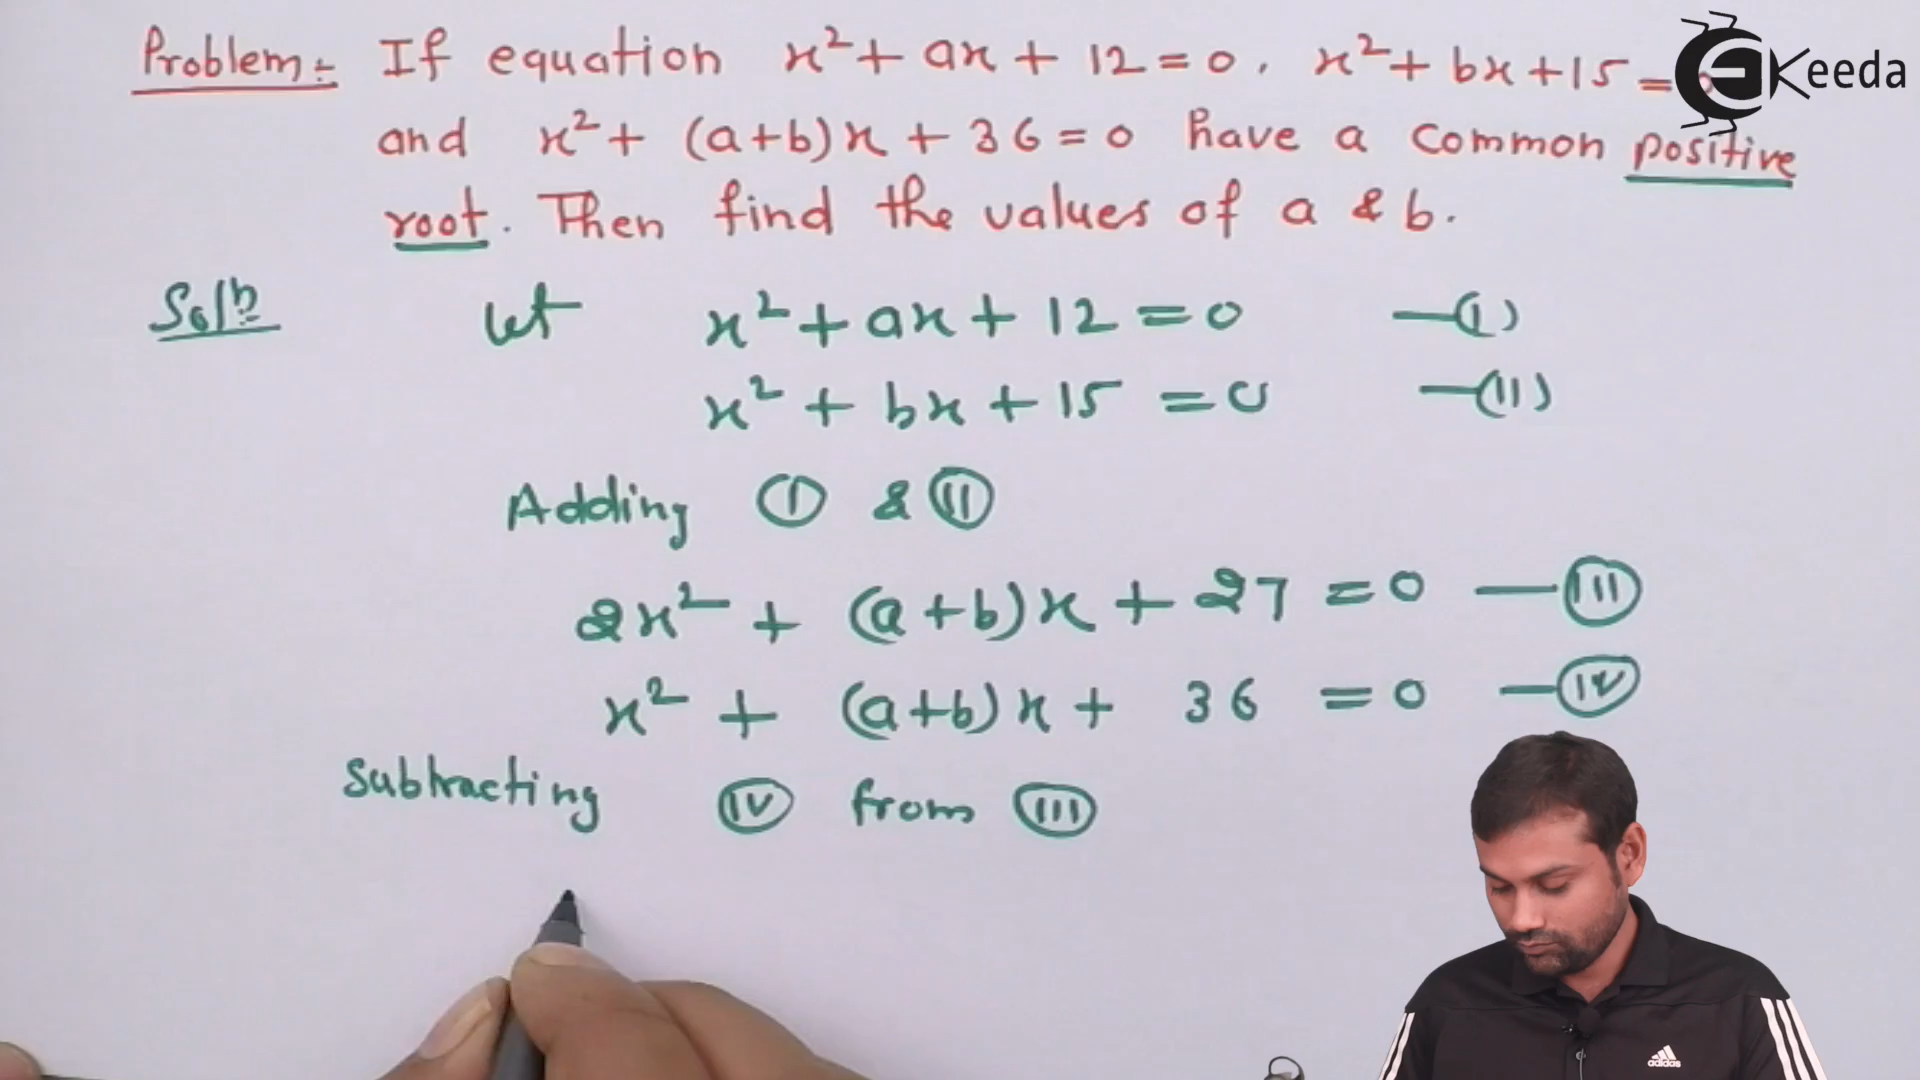 Problem:- If equation x²+ ax + 12 = 0, x²+ bx +15 =
and x²+ (a+b)x + 36 = 0 have a common positive
root. Then find the values of a & b.
Solⁿ Let x² + ax + 12 = 0 —(I)
x² + bx + 15 = 0 —(II)
Adding (I) & (II)
2x² + (a+b)x + 27 = 0 — (III)
x² + (a+b)x + 36 = 0 — (IV)
Subtracting (IV) from (III)
Keeda
adidas